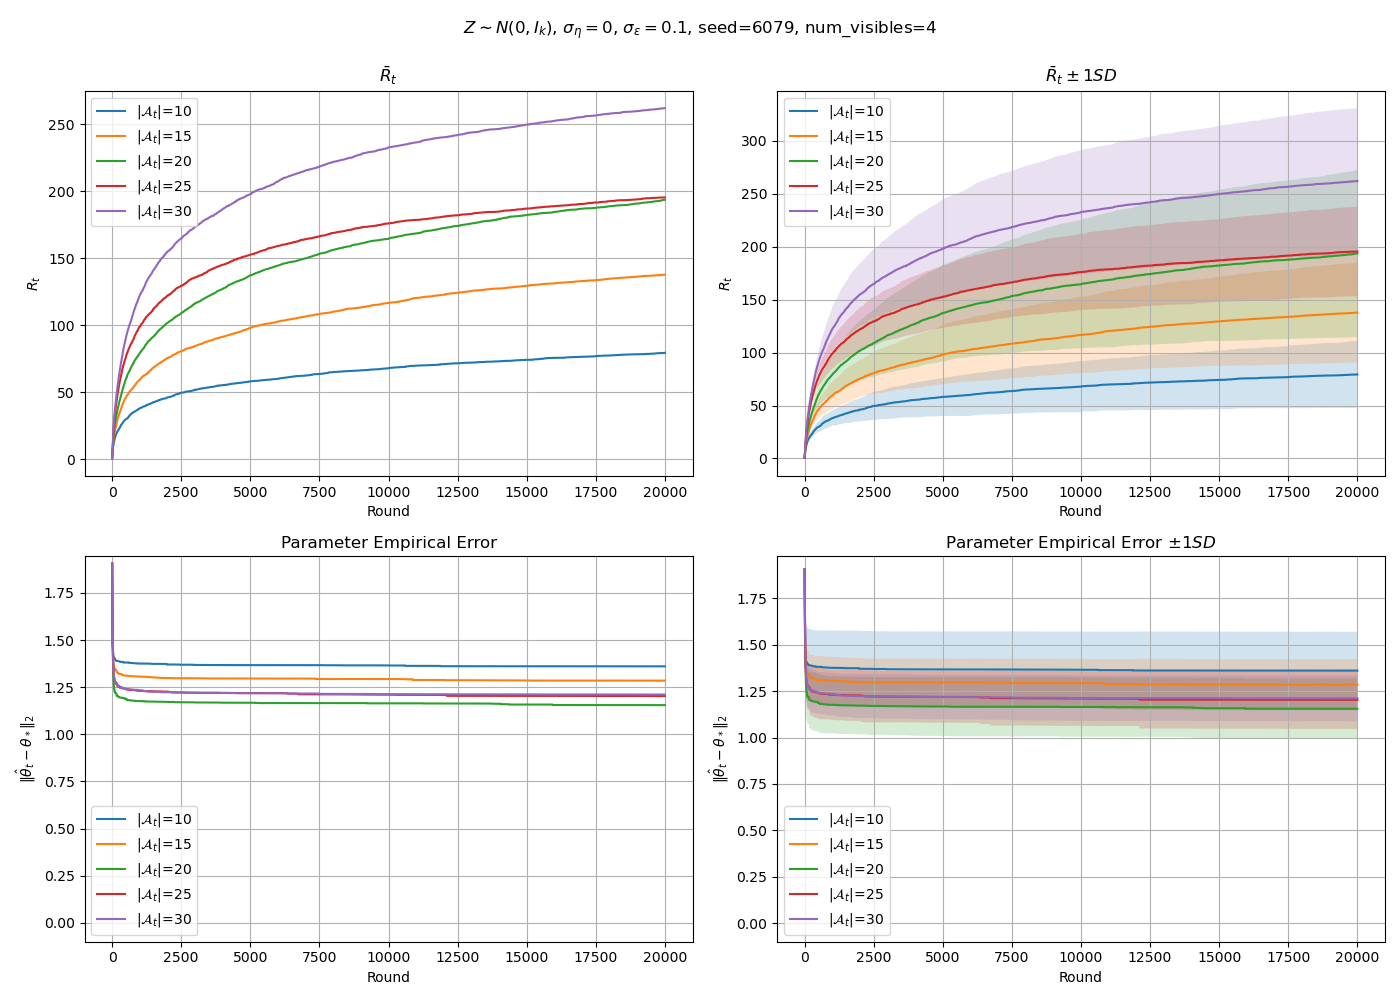 Z ∼ N(0, I_k), σ_η = 0, σ_ε = 0.1, seed=6079, num_visibles=4
R̄_t
R_t
250
200
150
100
50
0
|𝒜_t|=10
|𝒜_t|=15
|𝒜_t|=20
|𝒜_t|=25
|𝒜_t|=30
0 2500 5000 7500 10000 12500 15000 17500 20000
Round
R̄_t ± 1SD
R_t
300
250
200
150
100
50
0
|𝒜_t|=10
|𝒜_t|=15
|𝒜_t|=20
|𝒜_t|=25
|𝒜_t|=30
0 2500 5000 7500 10000 12500 15000 17500 20000
Round
Parameter Empirical Error
‖θ̂_t − θ_*‖_2
1.75
1.50
1.25
1.00
0.75
0.50
0.25
0.00
|𝒜_t|=10
|𝒜_t|=15
|𝒜_t|=20
|𝒜_t|=25
|𝒜_t|=30
0 2500 5000 7500 10000 12500 15000 17500 20000
Round
Parameter Empirical Error ±1SD
‖θ̂_t − θ_*‖_2
1.75
1.50
1.25
1.00
0.75
0.50
0.25
0.00
|𝒜_t|=10
|𝒜_t|=15
|𝒜_t|=20
|𝒜_t|=25
|𝒜_t|=30
0 2500 5000 7500 10000 12500 15000 17500 20000
Round